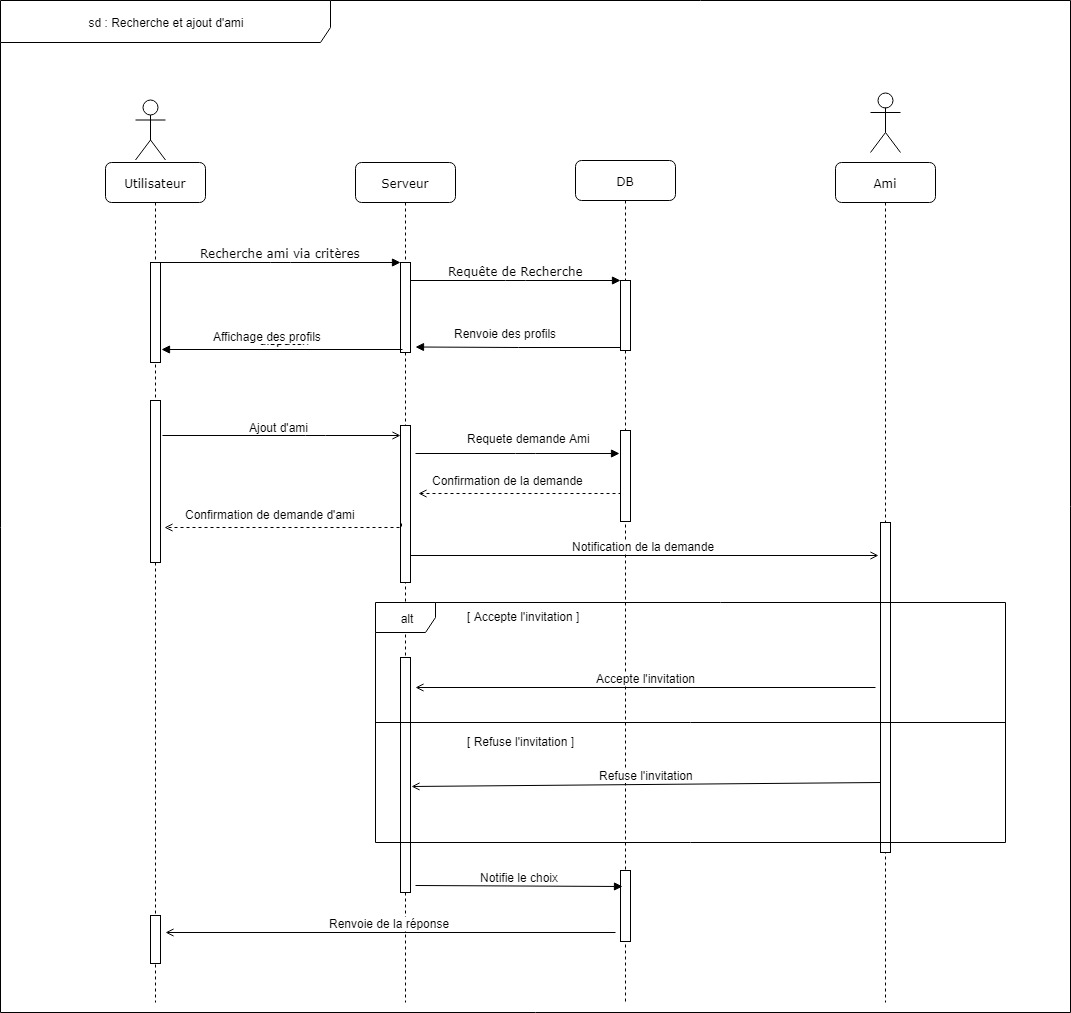 sd : Recherche et ajout d'ami
Utilisateur
Serveur
DB
Ami
Recherche ami via critères
Requête de Recherche
Renvoie des profils
Affichage des profils
Ajout d'ami
Requete demande Ami
Confirmation de la demande
Confirmation de demande d'ami
Notification de la demande
alt
[ Accepte l'invitation ]
Accepte l'invitation
[ Refuse l'invitation ]
Refuse l'invitation
Notifie le choix
Renvoie de la réponse